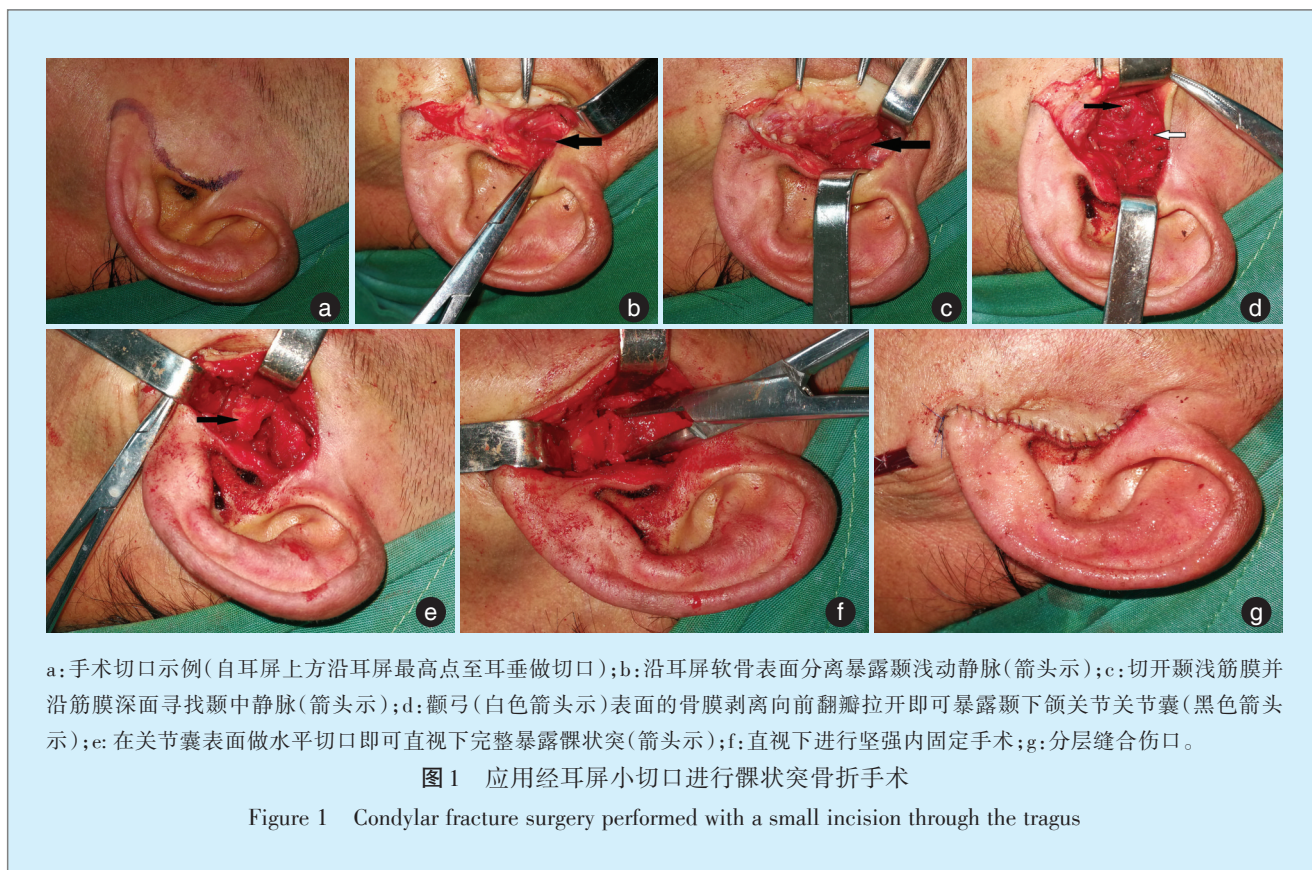 a
b
c
d
e
f
g
a:手术切口示例(自耳屏上方沿耳屏最高点至耳垂做切口);b:沿耳屏软骨表面分离暴露颞浅动静脉(箭头示);c:切开颞浅筋膜并
沿筋膜深面寻找颞中静脉(箭头示);d:颧弓(白色箭头示)表面的骨膜剥离向前翻瓣拉开即可暴露颞下颌关节关节囊(黑色箭头
示);e:在关节囊表面做水平切口即可直视下完整暴露髁状突(箭头示);f:直视下进行坚强内固定手术;g:分层缝合伤口。
图1 应用经耳屏小切口进行髁状突骨折手术
Figure 1 Condylar fracture surgery performed with a small incision through the tragus